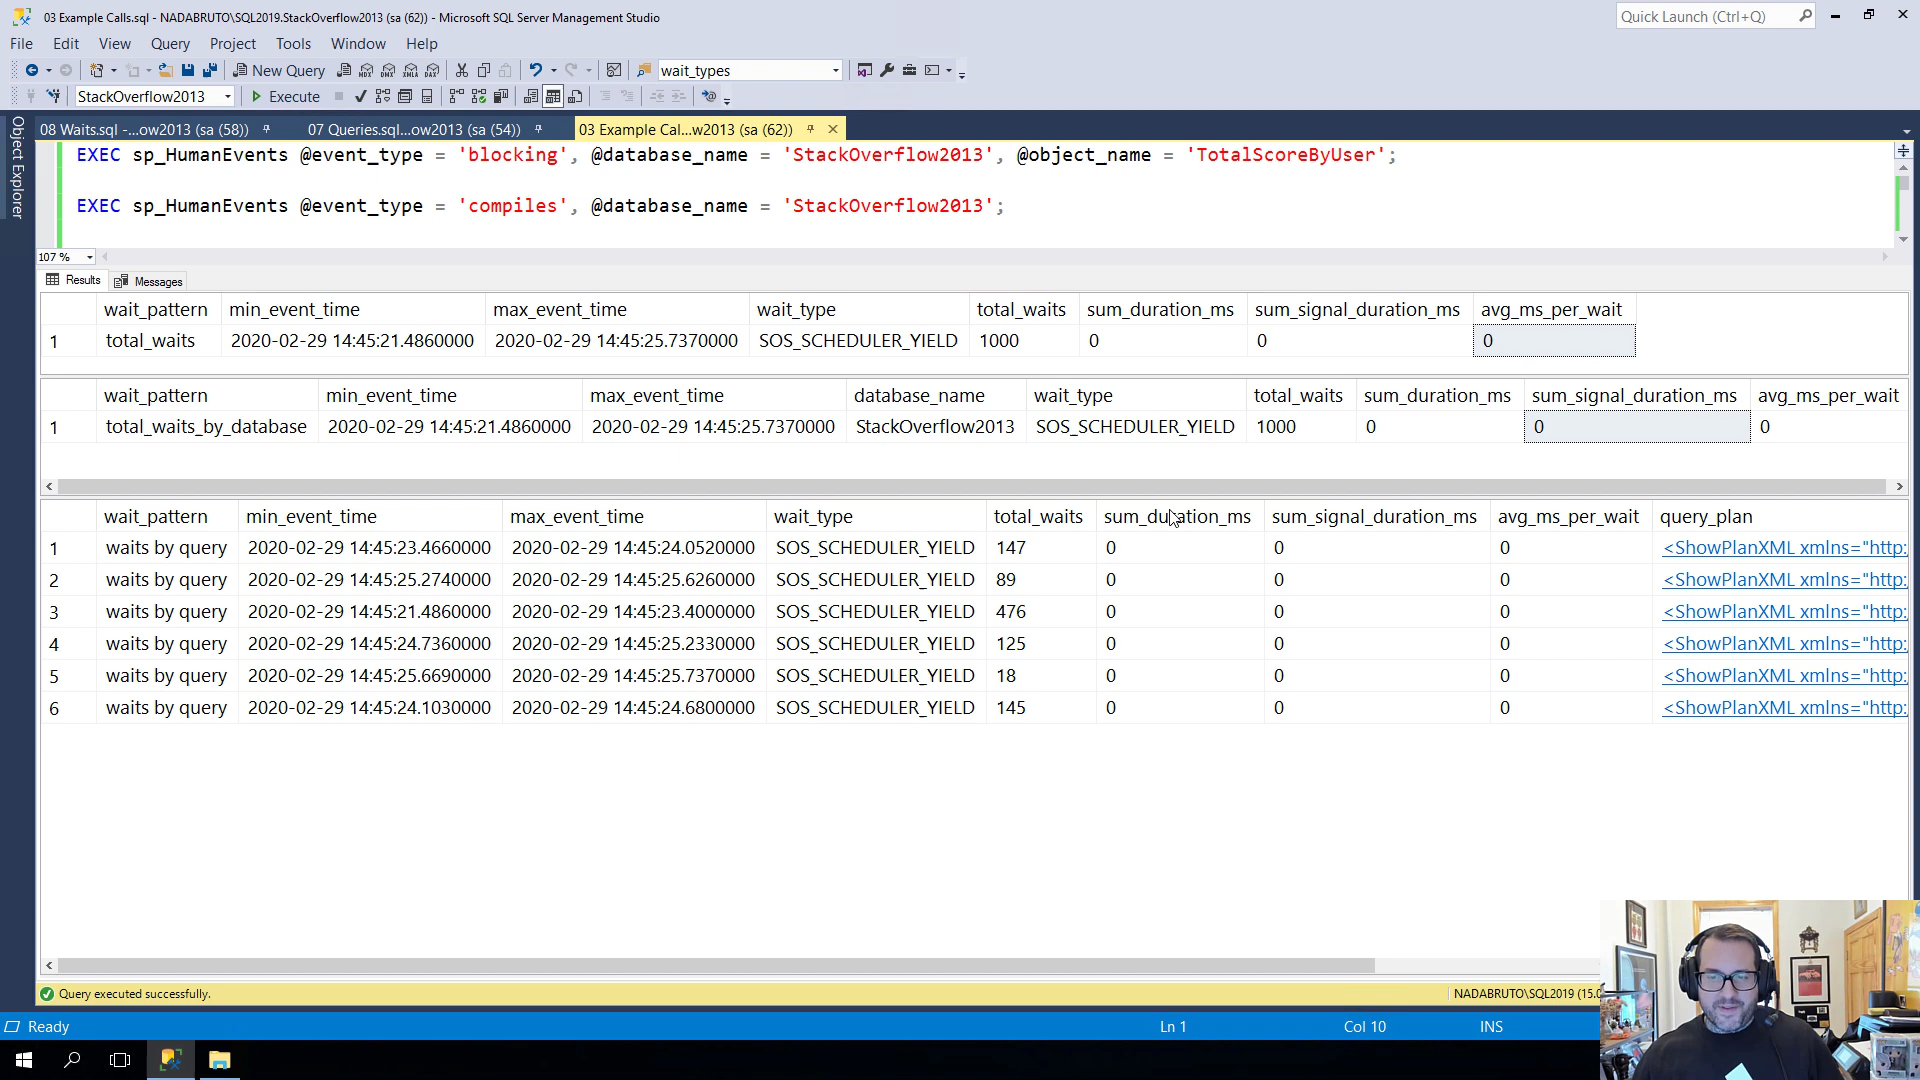 03 Example Calls.sql - NADABRUTO\SQL2019.StackOverflow2013 (sa (62)) - Microsoft SQL Server Management Studio
Quick Launch (Ctrl+Q)
File Edit View Query Project Tools Window Help
New Query MDX DMX XMLA DAX wait_types
StackOverflow2013 Execute
Object Explorer
08 Waits.sql -...ow2013 (sa (58)) 07 Queries.sql...ow2013 (sa (54)) 03 Example Cal...w2013 (sa (62))
EXEC sp_HumanEvents @event_type = 'blocking', @database_name = 'StackOverflow2013', @object_name = 'TotalScoreByUser';
EXEC sp_HumanEvents @event_type = 'compiles', @database_name = 'StackOverflow2013';
107 %
Results Messages
wait_pattern min_event_time max_event_time wait_type total_waits sum_duration_ms sum_signal_duration_ms avg_ms_per_wait
1 total_waits 2020-02-29 14:45:21.4860000 2020-02-29 14:45:25.7370000 SOS_SCHEDULER_YIELD 1000 0 0 0
wait_pattern min_event_time max_event_time database_name wait_type total_waits sum_duration_ms sum_signal_duration_ms avg_ms_per_wait
1 total_waits_by_database 2020-02-29 14:45:21.4860000 2020-02-29 14:45:25.7370000 StackOverflow2013 SOS_SCHEDULER_YIELD 1000 0 0 0
wait_pattern min_event_time max_event_time wait_type total_waits sum_duration_ms sum_signal_duration_ms avg_ms_per_wait query_plan
1 waits by query 2020-02-29 14:45:23.4660000 2020-02-29 14:45:24.0520000 SOS_SCHEDULER_YIELD 147 0 0 0 <ShowPlanXML xmlns="http:
2 waits by query 2020-02-29 14:45:25.2740000 2020-02-29 14:45:25.6260000 SOS_SCHEDULER_YIELD 89 0 0 0 <ShowPlanXML xmlns="http:
3 waits by query 2020-02-29 14:45:21.4860000 2020-02-29 14:45:23.4000000 SOS_SCHEDULER_YIELD 476 0 0 0 <ShowPlanXML xmlns="http:
4 waits by query 2020-02-29 14:45:24.7360000 2020-02-29 14:45:25.2330000 SOS_SCHEDULER_YIELD 125 0 0 0 <ShowPlanXML xmlns="http:
5 waits by query 2020-02-29 14:45:25.6690000 2020-02-29 14:45:25.7370000 SOS_SCHEDULER_YIELD 18 0 0 0 <ShowPlanXML xmlns="http:
6 waits by query 2020-02-29 14:45:24.1030000 2020-02-29 14:45:24.6800000 SOS_SCHEDULER_YIELD 145 0 0 0 <ShowPlanXML xmlns="http:
Query executed successfully. NADABRUTO\SQL2019 (15.0
Ready Ln 1 Col 10 INS